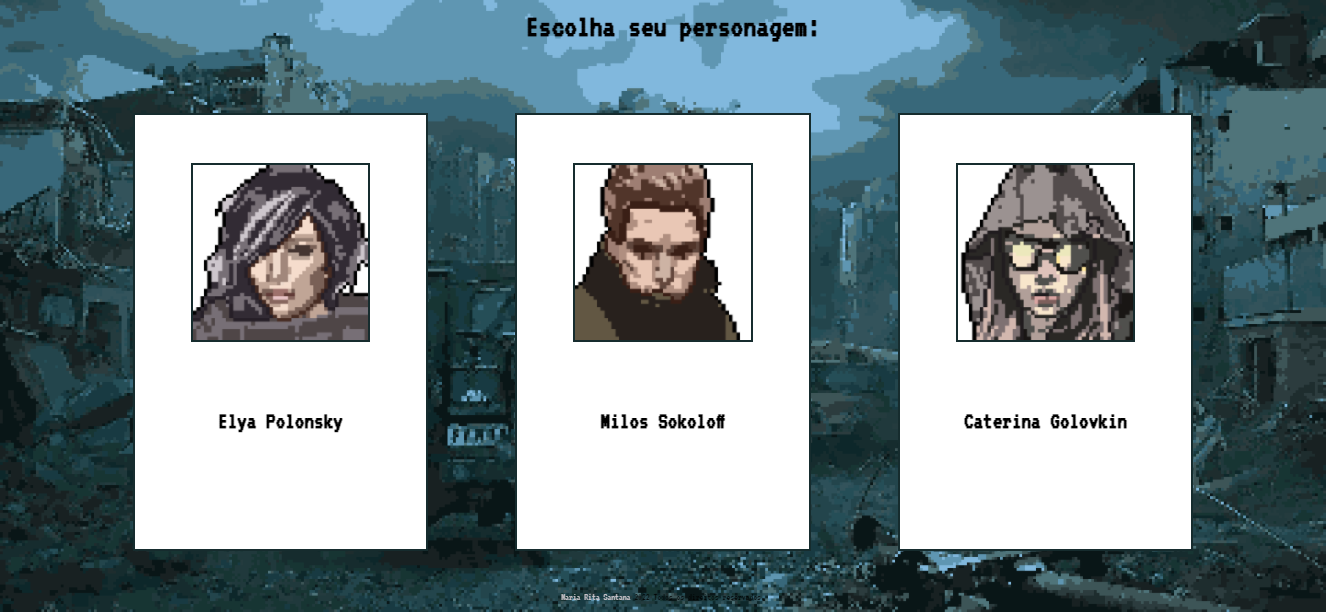 Escolha seu personagem:
Elya Polonsky
Milos Sokoloff
Caterina Golovkin
Maria Rita Santana